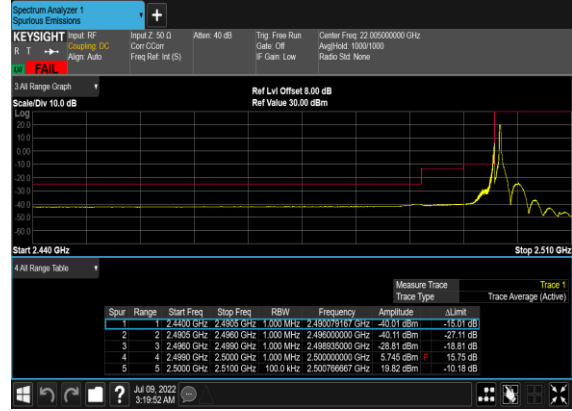 Spectrum Analyzer 1
Spurious Emissions
KEYSIGHT Input: RF Input Z: 50 Ω Atten: 40 dB Trig: Free Run Center Freq: 22.005000000 GHz
R T Coupling: DC Corr CCorr Gate: Off Avg|Hold: 1000/1000
Align: Auto Freq Ref: Int (S) IF Gain: Low Radio Std: None
LNI FAIL
3 All Range Graph
Ref Lvl Offset 8.00 dB
Scale/Div 10.0 dB Ref Value 30.00 dBm
Log
20.0
10.0
0.00
-10.0
-20.0
-30.0
-40.0
-50.0
-60.0
Start 2.440 GHz Stop 2.510 GHz
4 All Range Table
Measure Trace Trace 1
Trace Type Trace Average (Active)
Spur Range Start Freq Stop Freq RBW Frequency Amplitude ΔLimit
1 1 2.4400 GHz 2.4905 GHz 1.000 MHz 2.490079167 GHz -40.01 dBm -15.01 dB
2 2 2.4905 GHz 2.4960 GHz 1.000 MHz 2.496000000 GHz -40.11 dBm -27.11 dB
3 3 2.4960 GHz 2.4990 GHz 1.000 MHz 2.498935000 GHz -28.81 dBm -18.81 dB
4 4 2.4990 GHz 2.5000 GHz 1.000 MHz 2.500000000 GHz 5.745 dBm F 15.75 dB
5 5 2.5000 GHz 2.5100 GHz 100.0 kHz 2.500766667 GHz 19.82 dBm -10.18 dB
Jul 09, 2022
3:19:52 AM